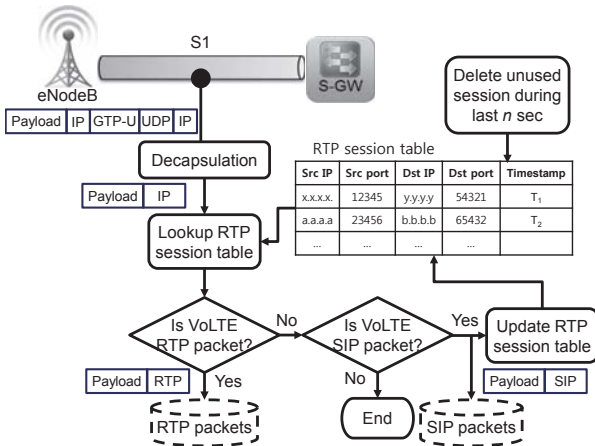 S1
eNodeB
S-GW
Delete unused
session during
last n sec
Payload IP GTP-U UDP IP
Decapsulation
RTP session table
Src IP Src port Dst IP Dst port Timestamp
x.x.x.x. 12345 y.y.y.y 54321 T₁
a.a.a.a 23456 b.b.b.b 65432 T₂
... ... ... ...
Payload IP
Lookup RTP
session table
Is VoLTE
RTP packet?
No
Is VoLTE
SIP packet?
Yes
Update RTP
session table
Payload RTP
Yes
No
Payload SIP
RTP packets
End
SIP packets